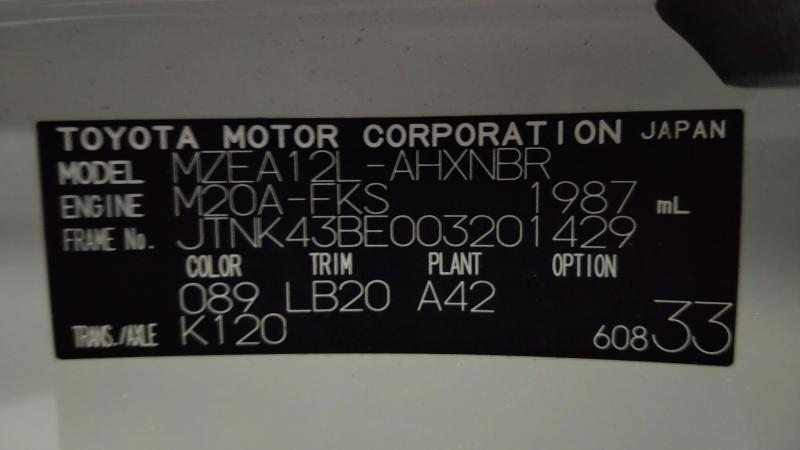 TOYOTA MOTOR CORPORATION JAPAN
MODEL MZEA12L-AHXNBR
ENGINE M20A-FKS 1987 mL
FRAME No. JTNK43BE003201429
COLOR TRIM PLANT OPTION
089 LB20 A42
TRANS./AXLE K120 60833